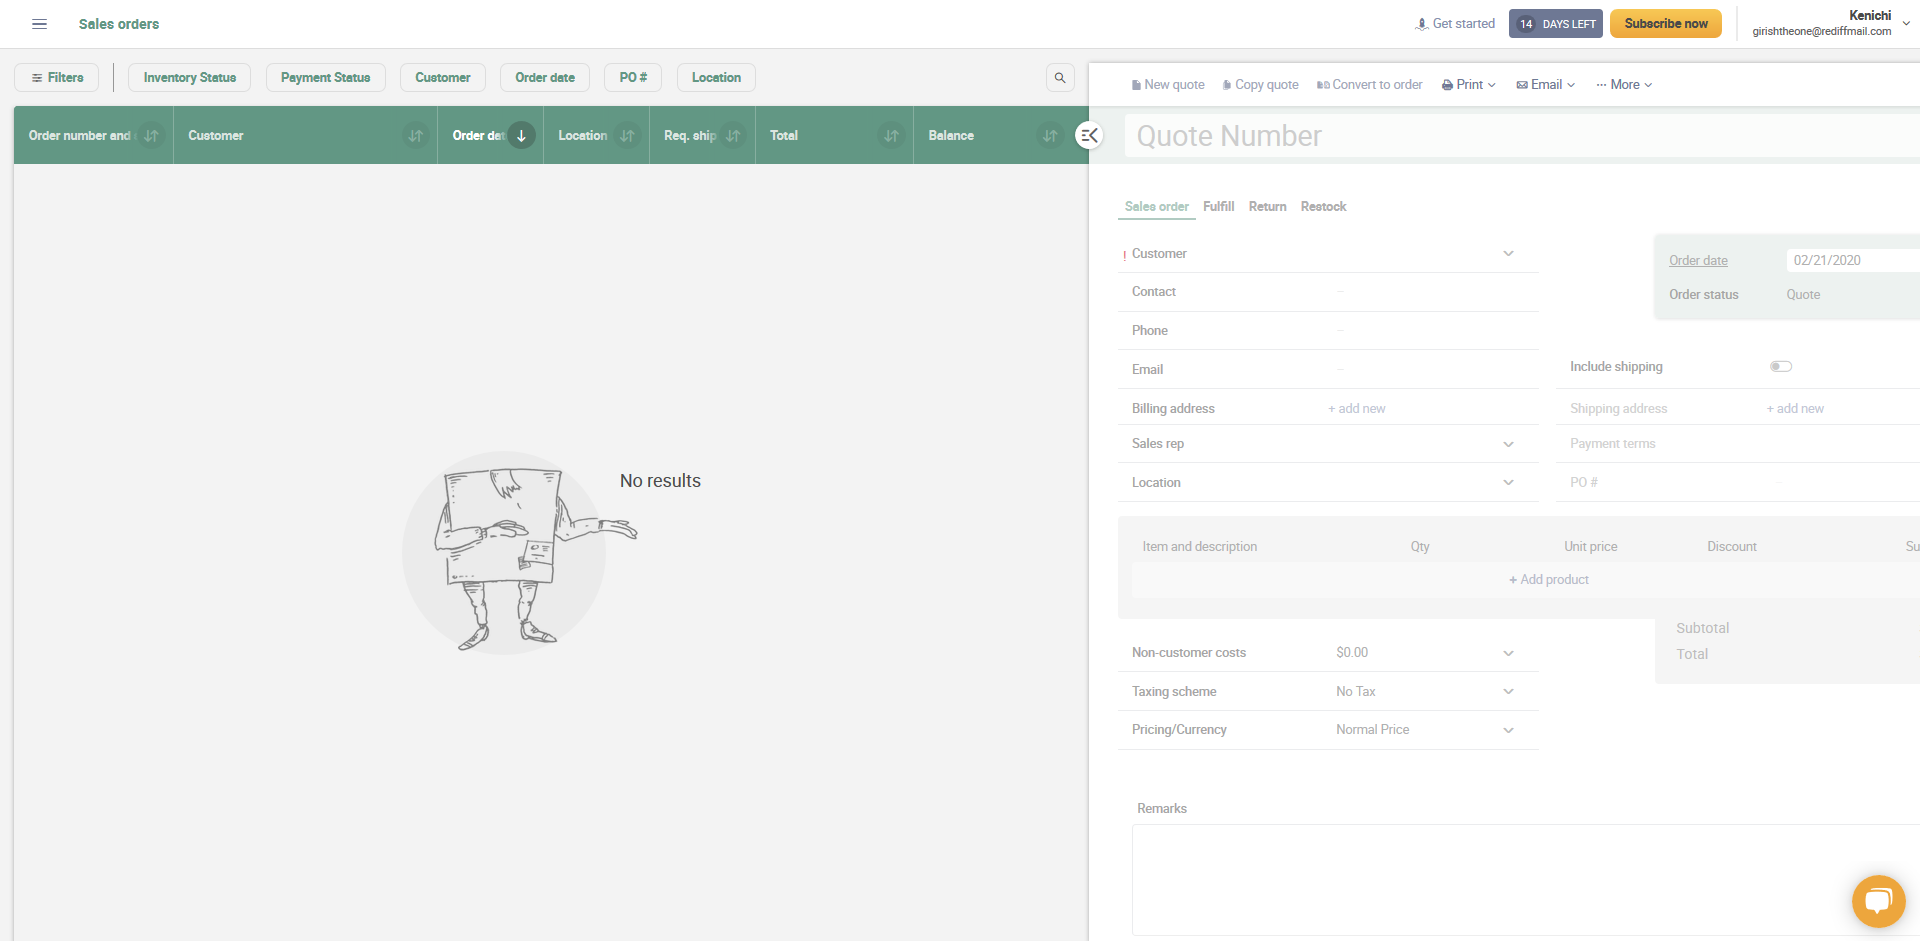 Sales orders
Get started
14 DAYS LEFT
Subscribe now
Kenichi
girishtheone@rediffmail.com
Filters
Inventory Status
Payment Status
Customer
Order date
PO #
Location
New quote
Copy quote
Convert to order
Print
Email
··· More
Order number and
Customer
Order dat
Location
Req. ship
Total
Balance
Quote Number
Sales order
Fulfill
Return
Restock
! Customer
Order date 02/21/2020
Contact –
Order status Quote
Phone –
Email –
Include shipping
Billing address + add new
Shipping address + add new
Sales rep
Payment terms
Location
PO #
No results
Item and description
Qty
Unit price
Discount
Su
+ Add product
Subtotal
Total
Non-customer costs $0.00
Taxing scheme No Tax
Pricing/Currency Normal Price
Remarks